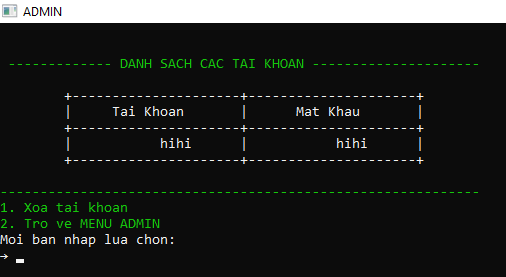 ADMIN
------------- DANH SACH CAC TAI KHOAN ---------------------
+---------------------+---------------------+
| Tai Khoan | Mat Khau |
+---------------------+---------------------+
| hihi | hihi |
+---------------------+---------------------+
------------------------------------------------------------
1. Xoa tai khoan
2. Tro ve MENU ADMIN
Moi ban nhap lua chon:
→